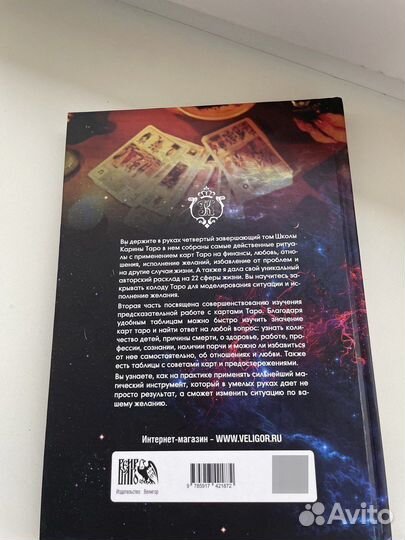 Вы держите в руках четвертый завершающий том Школы
Карины Таро в нем собраны самые действенные ритуа-
лы с применением карт Таро на финансы, любовь, отно-
шения, исполнение желаний, избавление от проблем и
на другие случаи жизни. А также я дала свой уникальный
авторский расклад на 22 сферы жизни. Вы научитесь за-
крывать колоду Таро для моделирования ситуации и ис-
полнение желания.
Вторая часть посвящена совершенствованию изучения
предсказательной работе с картами Таро. Благодаря
удобным таблицам можно быстро изучить значение
карт таро и найти ответ на любой вопрос: узнать коли-
чество детей, причины смерти, о здоровье, работе, про-
фессии, сознании, наличии порчи и можно ли избавиться
от нее самостоятельно, об отношениях и любви. Также
есть таблицы с советами карт и предостережениями.
Вы узнаете, как на практике применять сильнейший ма-
гический инструмент, который в умелых руках дает не
просто результат, а сможет изменить ситуацию по ва-
шему желанию.
Интернет-магазин - WWW.VELIGOR.RU
Издательство Велигор
9 785917 421872
Avito